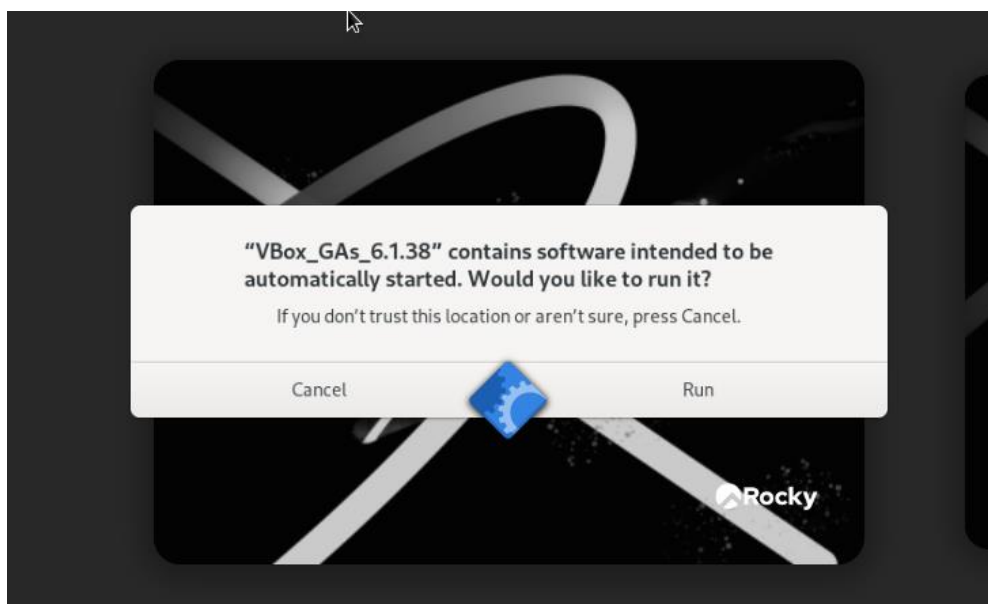 “VBox_GAs_6.1.38” contains software intended to be
automatically started. Would you like to run it?
If you don’t trust this location or aren’t sure, press Cancel.
Cancel
Run
Rocky